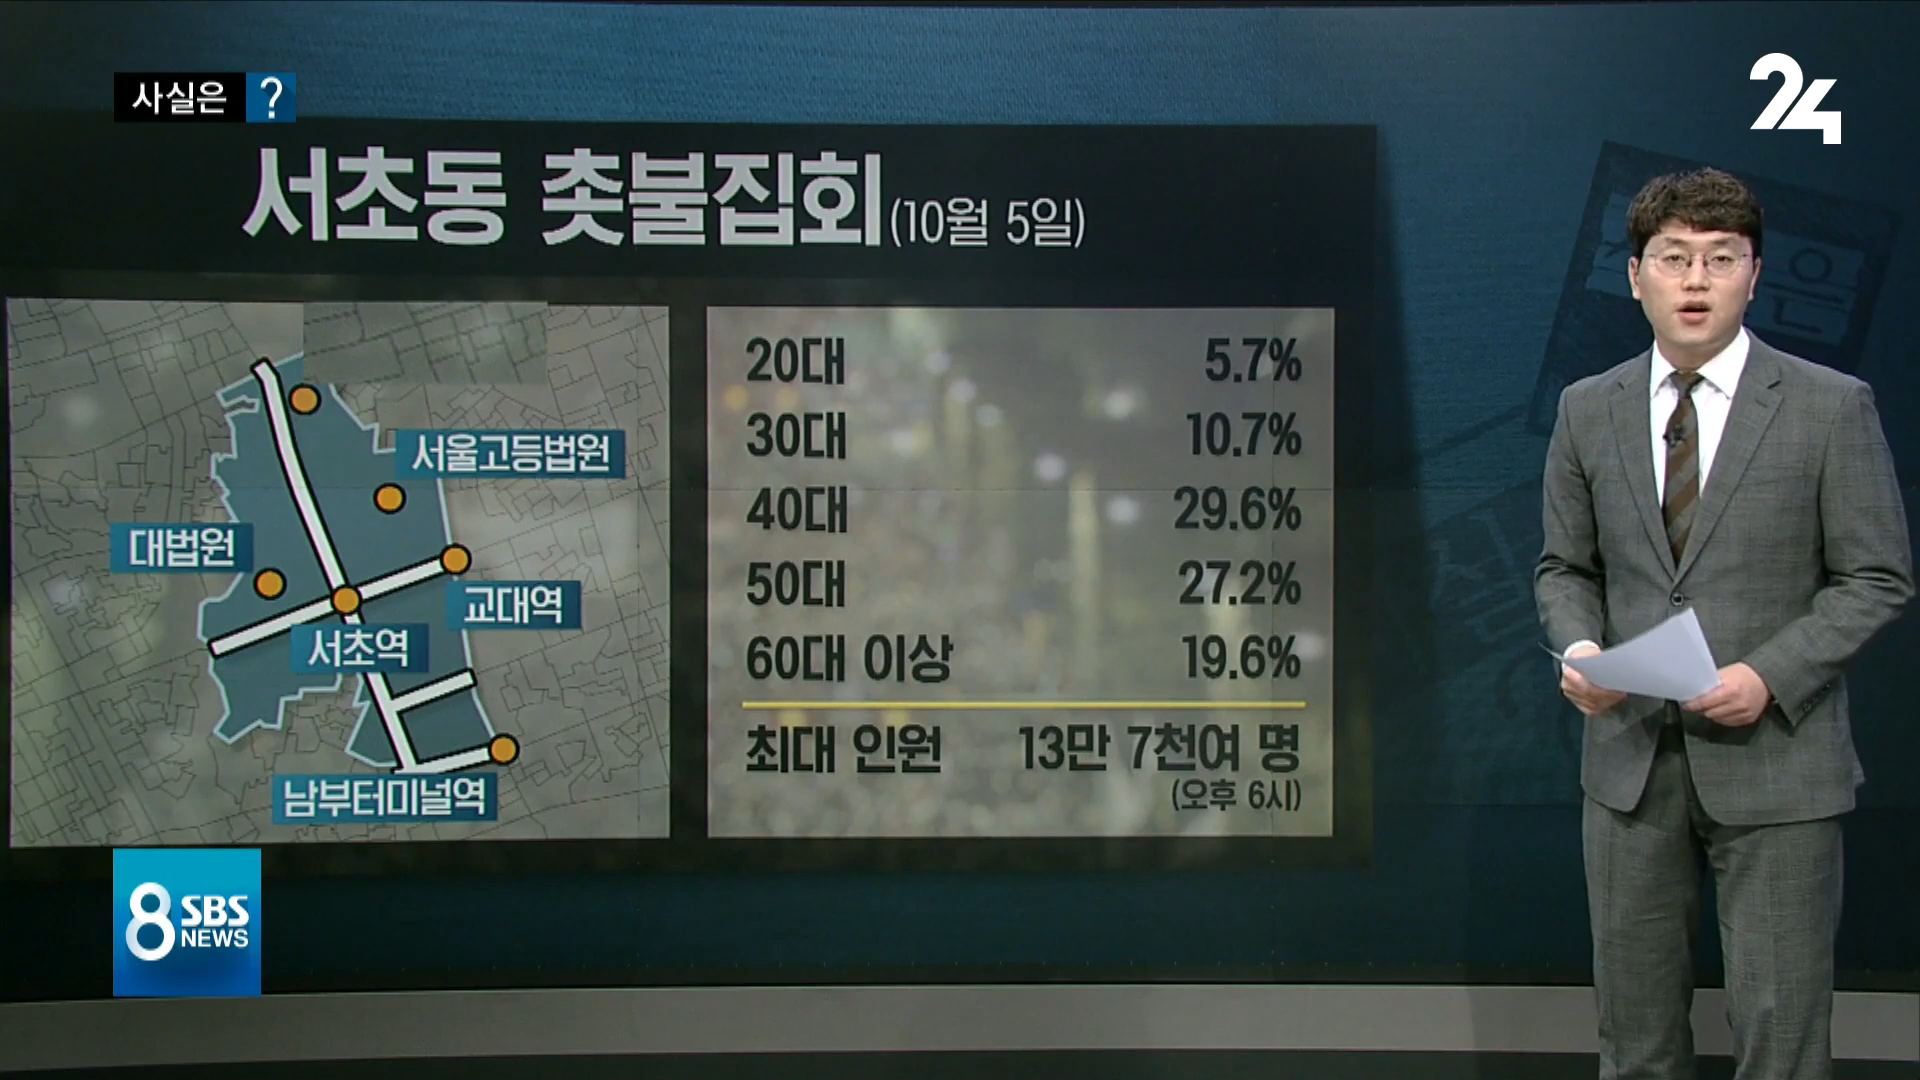 사실은 ?
24
서초동 촛불집회 (10월 5일)
서울고등법원
대법원
교대역
서초역
남부터미널역
20대 5.7%
30대 10.7%
40대 29.6%
50대 27.2%
60대 이상 19.6%
최대 인원 13만 7천여 명
(오후 6시)
은
8 SBS
NEWS